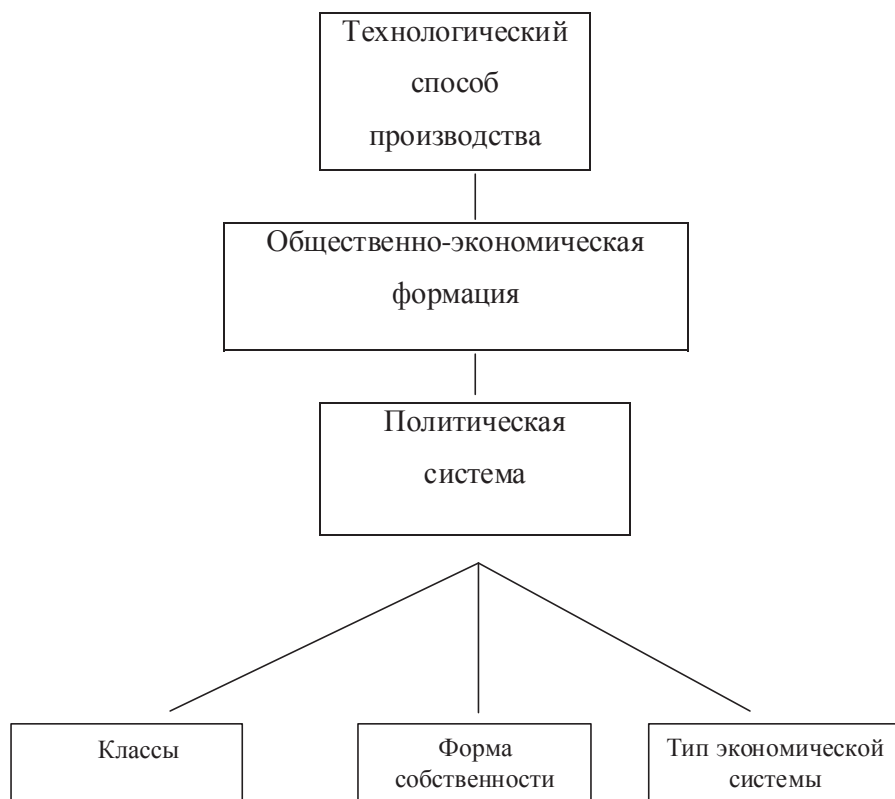 Технологический
способ
производства
Общественно-экономическая
формация
Политическая
система
Классы
Форма
собственности
Тип экономической
системы